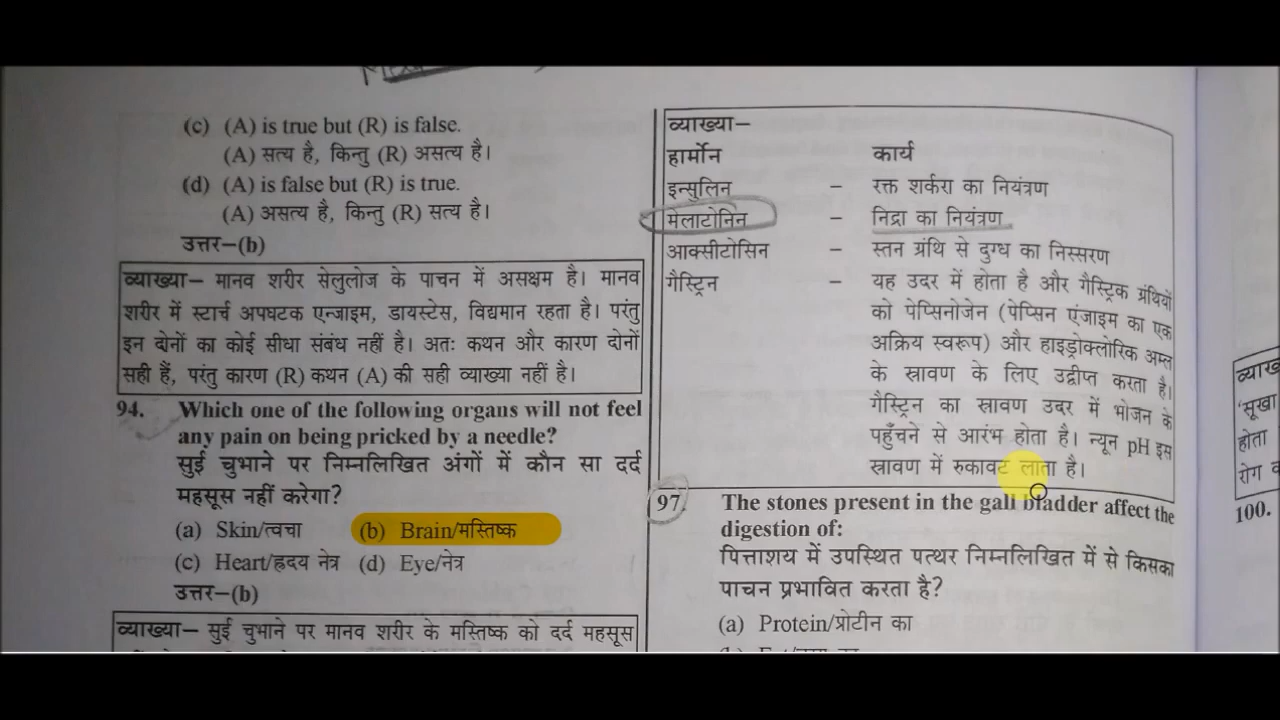 (c) (A) is true but (R) is false.
(A) सत्य है, किन्तु (R) असत्य है।
(d) (A) is false but (R) is true.
(A) असत्य है, किन्तु (R) सत्य है।
उत्तर–(b)
व्याख्या– मानव शरीर सेलुलोज के पाचन में असक्षम है। मानव
शरीर में स्टार्च अपघटक एन्जाइम, डायस्टेस, विद्यमान रहता है। परंतु
इन दोनों का कोई सीधा संबंध नहीं है। अतः कथन और कारण दोनों
सही हैं, परंतु कारण (R) कथन (A) की सही व्याख्या नहीं है।
94. Which one of the following organs will not feel
any pain on being pricked by a needle?
सुई चुभाने पर निम्नलिखित अंगों में कौन सा दर्द
महसूस नहीं करेगा?
(a) Skin/त्वचा (b) Brain/मस्तिष्क
(c) Heart/ह्रदय नेत्र (d) Eye/नेत्र
उत्तर–(b)
व्याख्या– सुई चुभाने पर मानव शरीर के मस्तिष्क को दर्द महसूस
व्याख्या–
हार्मोन कार्य
इन्सुलिन – रक्त शर्करा का नियंत्रण
मेलाटोनिन – निद्रा का नियंत्रण
आक्सीटोसिन – स्तन ग्रंथि से दुग्ध का निस्सरण
गैस्ट्रिन – यह उदर में होता है और गैस्ट्रिक ग्रंथियों
को पेप्सिनोजेन (पेप्सिन एंजाइम का एक
अक्रिय स्वरूप) और हाइड्रोक्लोरिक अम्ल
के स्रावण के लिए उद्दीप्त करता है।
गैस्ट्रिन का स्रावण उदर में भोजन के
पहुँचने से आरंभ होता है। न्यून pH इस
स्रावण में रुकावट लाता है।
97. The stones present in the gall bladder affect the
digestion of:
पित्ताशय में उपस्थित पत्थर निम्नलिखित में से किसका
पाचन प्रभावित करता है?
(a) Protein/प्रोटीन का
'सूखा
होता
रोग
100.